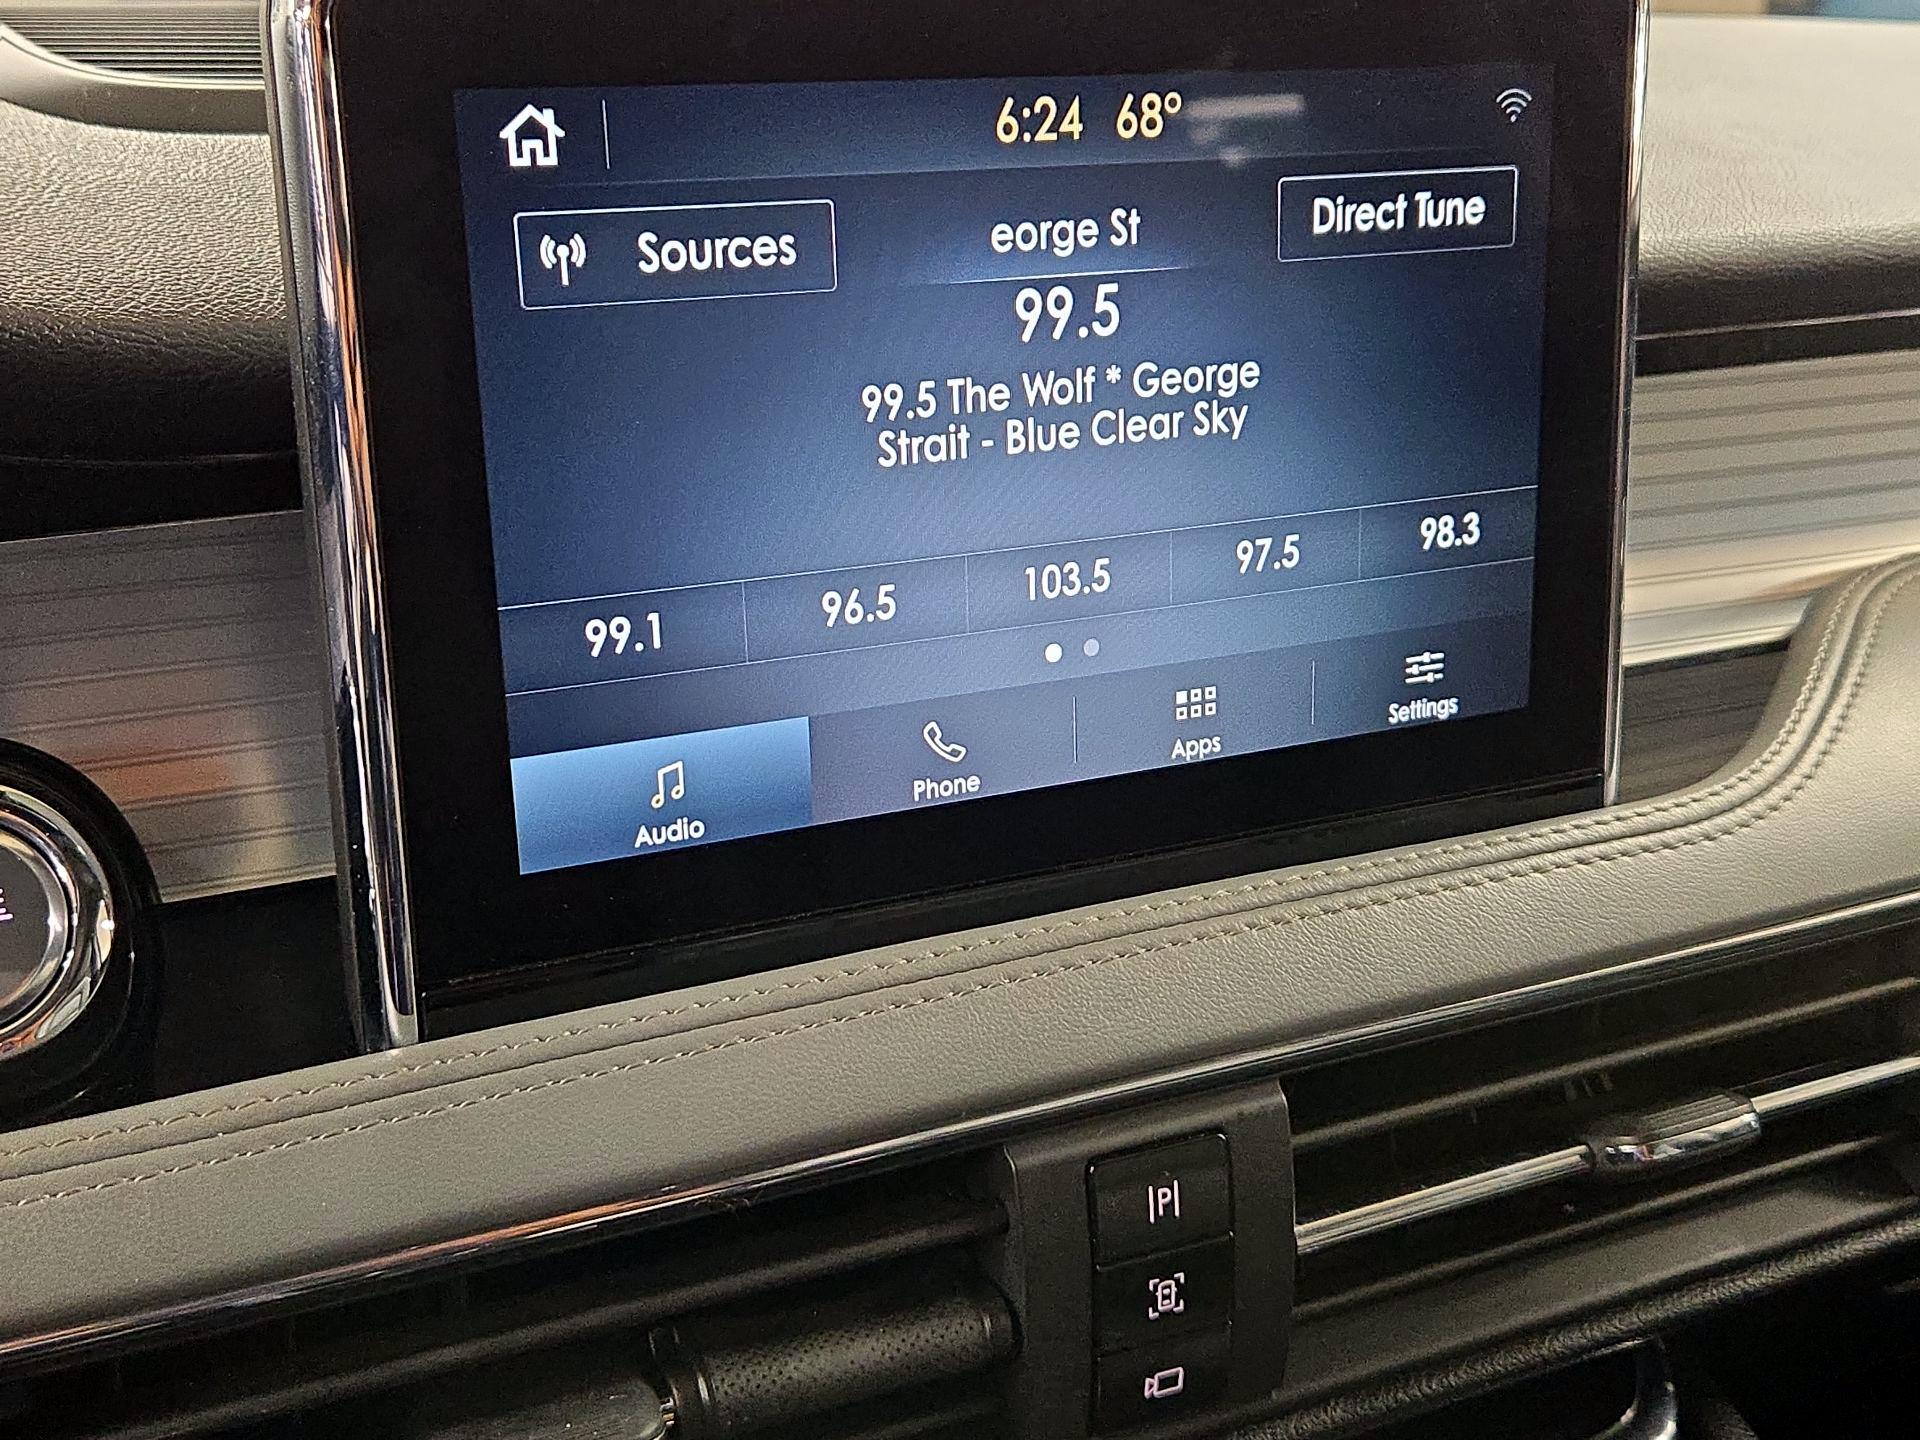 6:24 68°
Sources
eorge St
Direct Tune
99.5
99.5 The Wolf * George
Strait - Blue Clear Sky
99.1
96.5
103.5
97.5
98.3
Audio
Phone
Apps
Settings
|P|